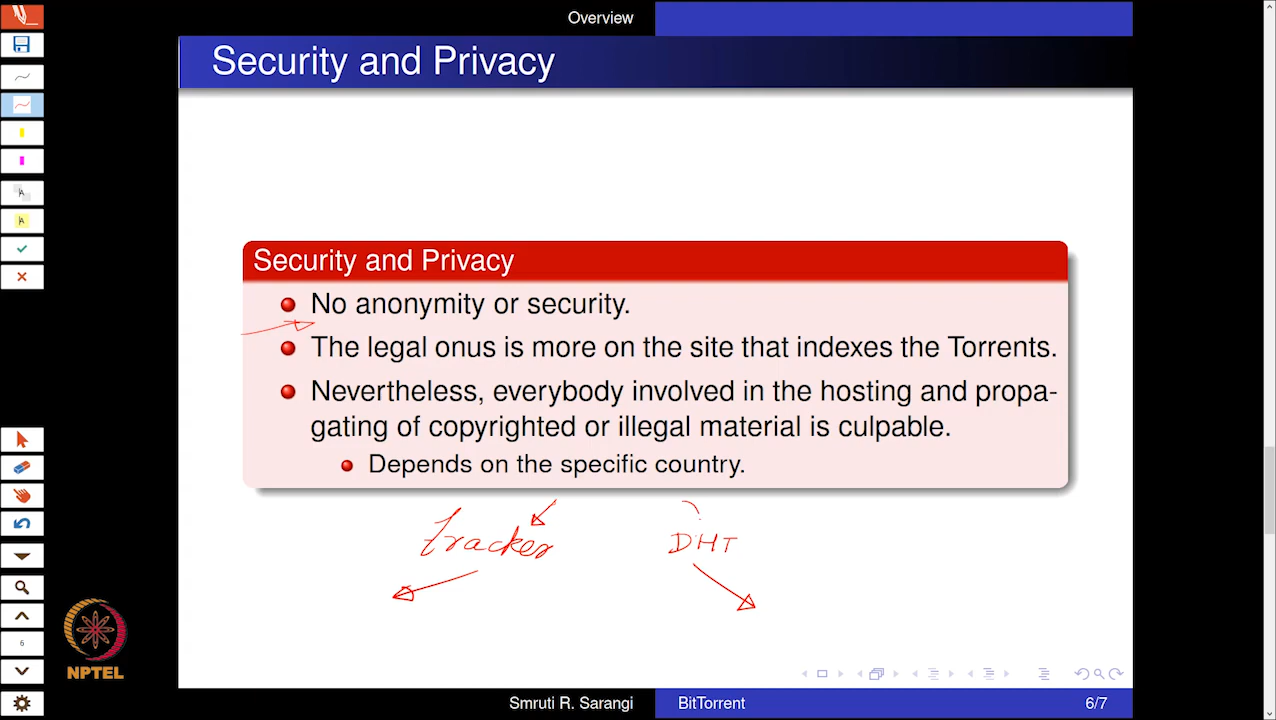 Overview
Security and Privacy
Security and Privacy
No anonymity or security.
The legal onus is more on the site that indexes the Torrents.
Nevertheless, everybody involved in the hosting and propa-
gating of copyrighted or illegal material is culpable.
Depends on the specific country.
tracker DHT
6
NPTEL
Smruti R. Sarangi BitTorrent 6/7